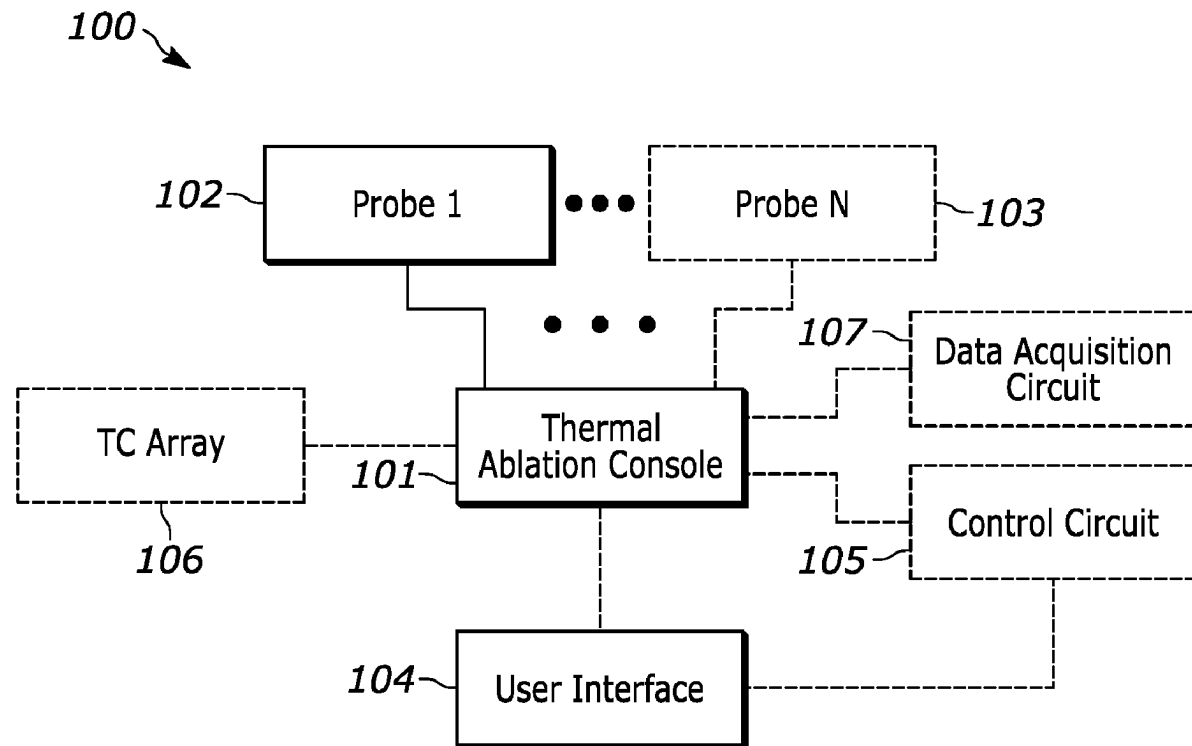 100
102
Probe 1
Probe N
103
107
Data Acquisition
Circuit
TC Array
106
101
Thermal
Ablation Console
Control Circuit
105
104
User Interface